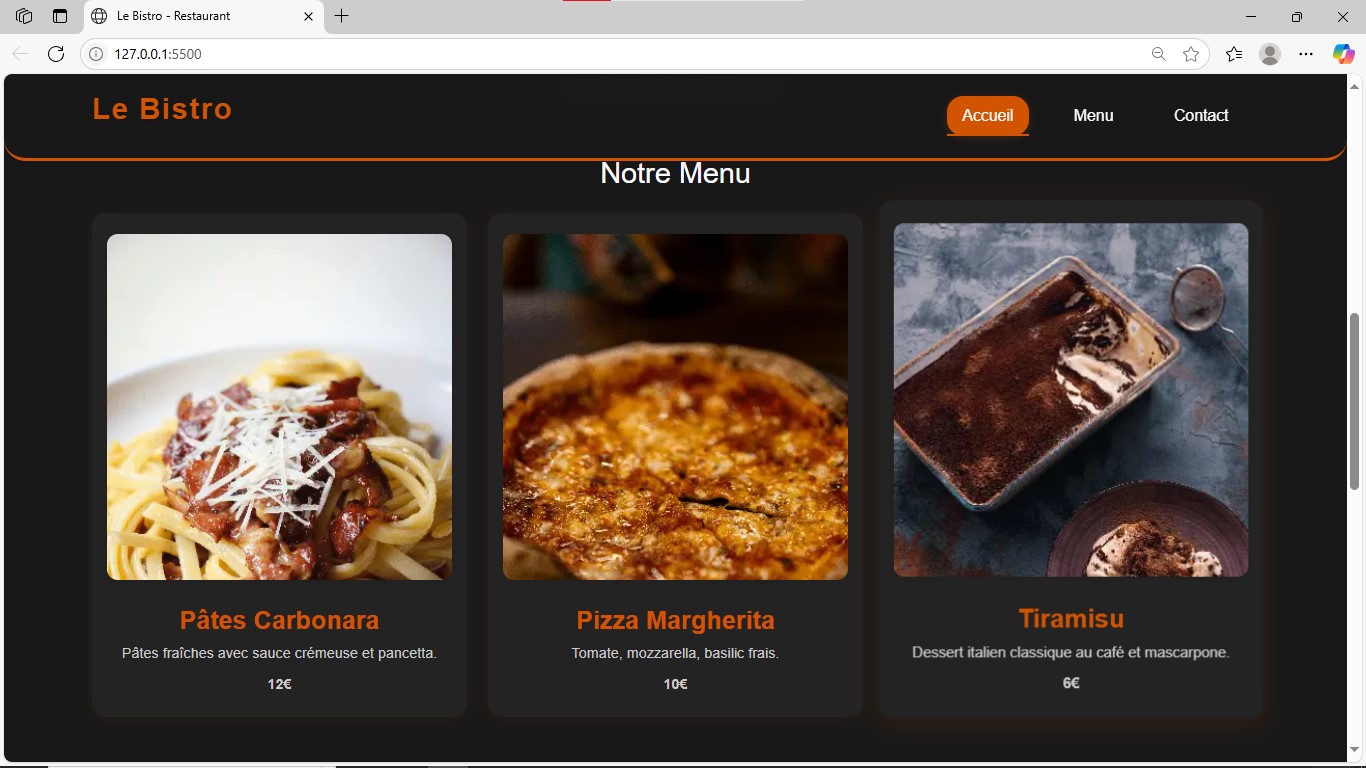 Le Bistro - Restaurant
127.0.0.1:5500
Le Bistro
Accueil
Menu
Contact
Notre Menu
Pâtes Carbonara
Pâtes fraîches avec sauce crémeuse et pancetta.
12€
Pizza Margherita
Tomate, mozzarella, basilic frais.
10€
Tiramisu
Dessert italien classique au café et mascarpone.
6€